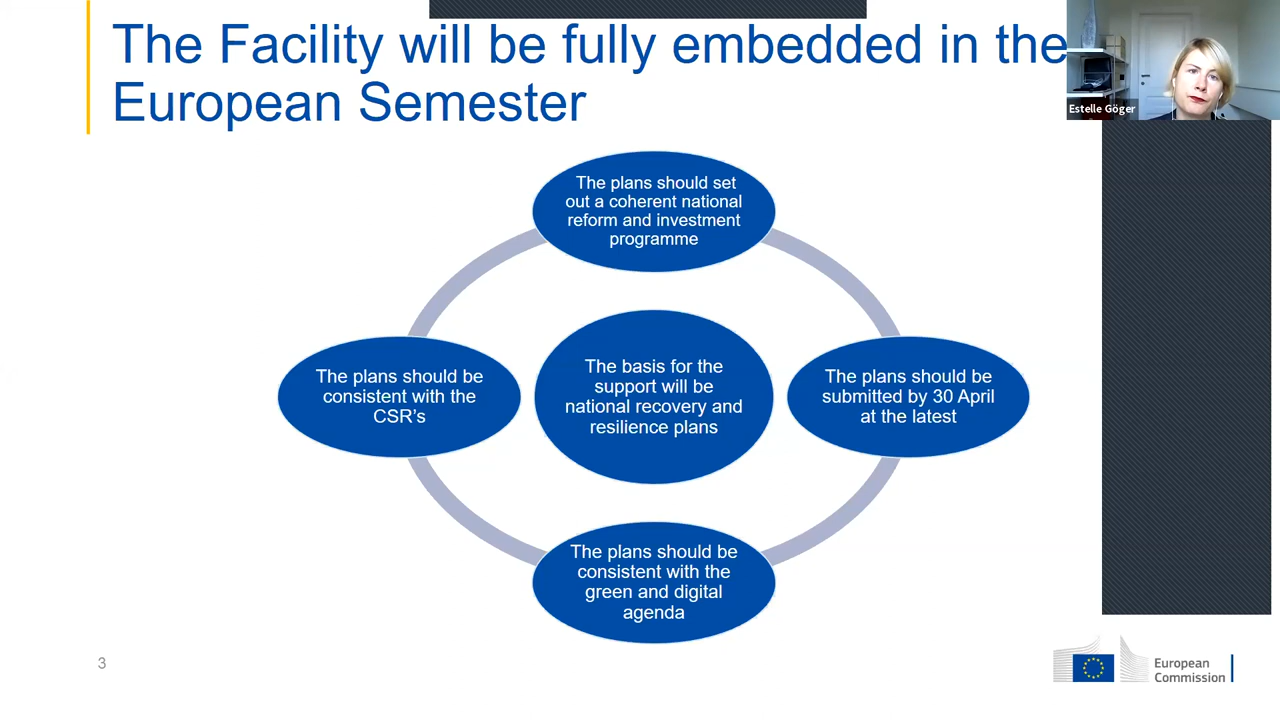 The Facility will be fully embedded in the
European Semester
Estelle Göger
The plans should set
out a coherent national
reform and investment
programme
The plans should be
consistent with the
CSR’s
The basis for the
support will be
national recovery and
resilience plans
The plans should be
submitted by 30 April
at the latest
The plans should be
consistent with the
green and digital
agenda
3
European
Commission